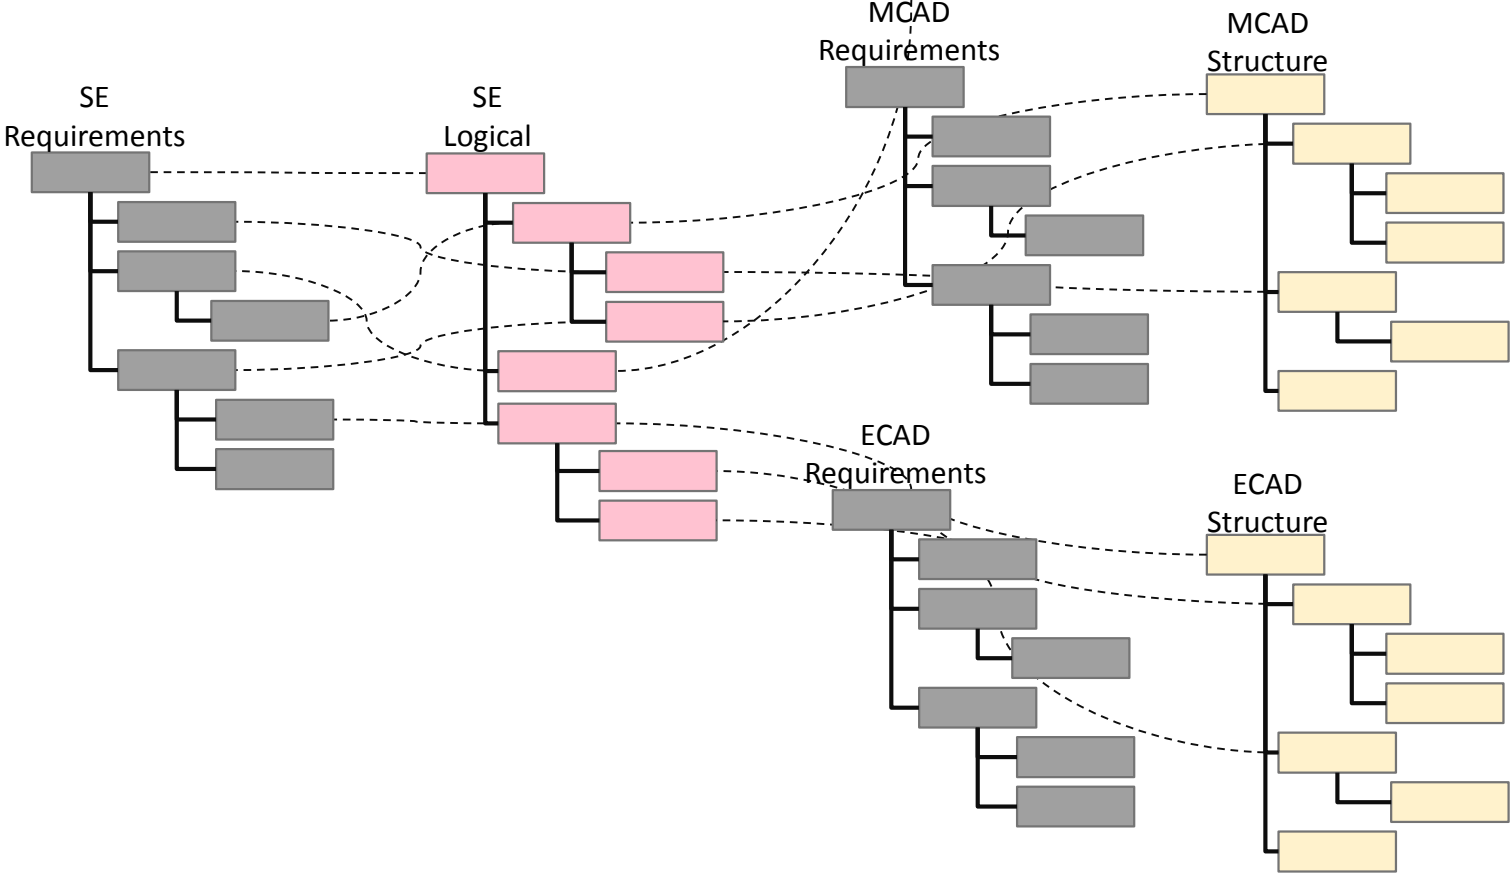 SE
Requirements
SE
Logical
MCAD
Requirements
MCAD
Structure
ECAD
Requirements
ECAD
Structure